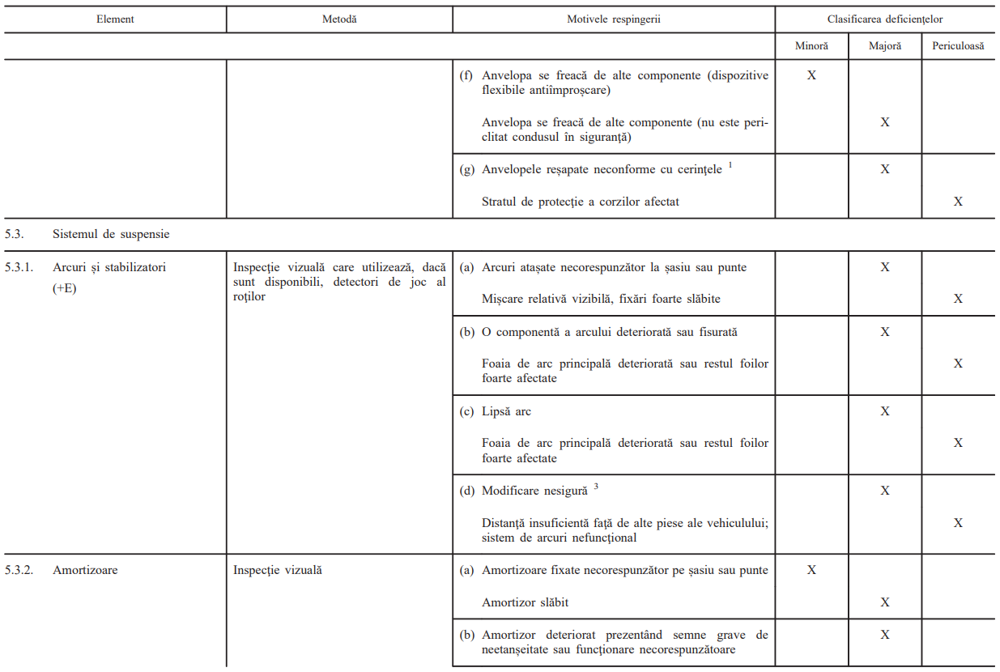 Element Metodă Motivele respingerii Clasificarea deficiențelor
Minoră Majoră Periculoasă
(f) Anvelopa se freacă de alte componente (dispozitive X
flexibile antiîmproșcare)
Anvelopa se freacă de alte componente (nu este peri- X
clitat condusul în siguranță)
(g) Anvelopele reșapate neconforme cu cerințele 1 X
Stratul de protecție a corzilor afectat X
5.3. Sistemul de suspensie
5.3.1. Arcuri și stabilizatori Inspecție vizuală care utilizează, dacă (a) Arcuri atașate necorespunzător la șasiu sau punte X
(+E) sunt disponibili, detectori de joc al
roților Mișcare relativă vizibilă, fixări foarte slăbite X
(b) O componentă a arcului deteriorată sau fisurată X
Foaia de arc principală deteriorată sau restul foilor X
foarte afectate
(c) Lipsă arc X
Foaia de arc principală deteriorată sau restul foilor X
foarte afectate
(d) Modificare nesigură 3 X
Distanță insuficientă față de alte piese ale vehiculului; X
sistem de arcuri nefuncțional
5.3.2. Amortizoare Inspecție vizuală (a) Amortizoare fixate necorespunzător pe șasiu sau punte X
Amortizor slăbit X
(b) Amortizor deteriorat prezentând semne grave de X
neetanșeitate sau funcționare necorespunzătoare